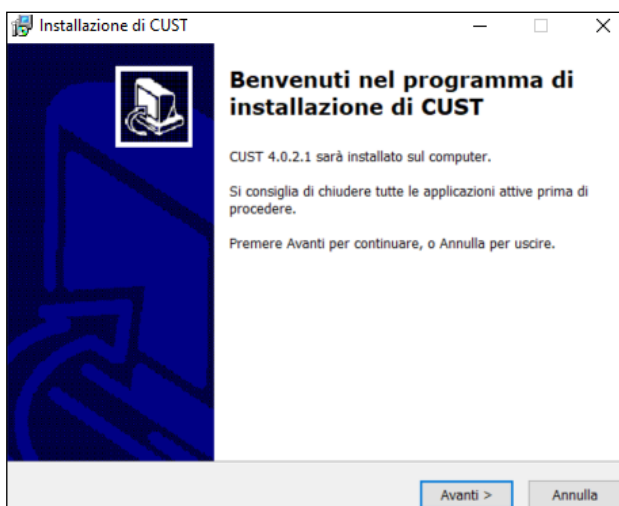 Installazione di CUST
Benvenuti nel programma di
installazione di CUST
CUST 4.0.2.1 sarà installato sul computer.
Si consiglia di chiudere tutte le applicazioni attive prima di
procedere.
Premere Avanti per continuare, o Annulla per uscire.
Avanti >
Annulla